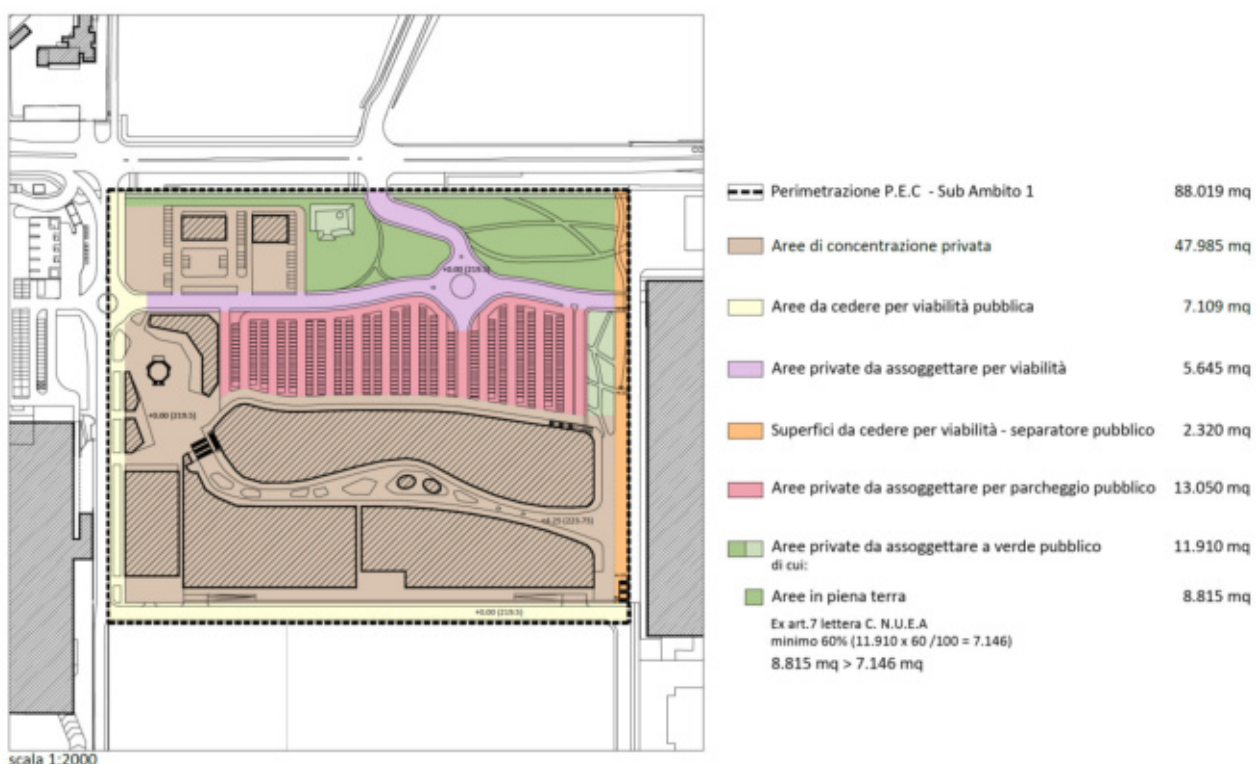 +0.00 (219.5)
+0.00 (219.5)
+0.00 (219.5)
scala 1:2000
Perimetrazione P.E.C - Sub Ambito 1 88.019 mq
Aree di concentrazione privata 47.985 mq
Aree da cedere per viabilità pubblica 7.109 mq
Aree private da assoggettare per viabilità 5.645 mq
Superfici da cedere per viabilità - separatore pubblico 2.320 mq
Aree private da assoggettare per parcheggio pubblico 13.050 mq
Aree private da assoggettare a verde pubblico 11.910 mq
di cui:
Aree in piena terra 8.815 mq
Ex art.7 lettera C. N.U.E.A
minimo 60% (11.910 x 60 /100 = 7.146)
8.815 mq > 7.146 mq